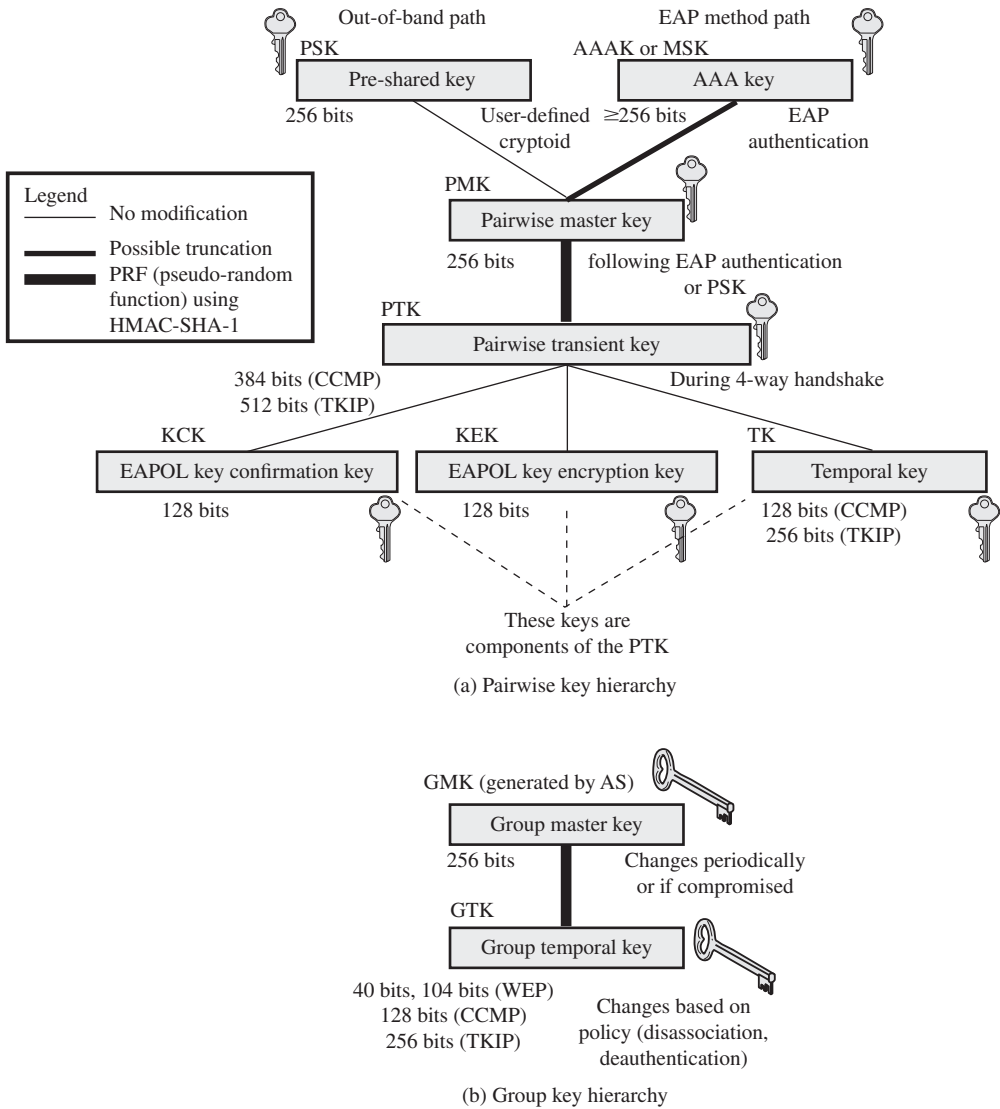 Out-of-band path
EAP method path
PSK
AAAK or MSK
Pre-shared key
AAA key
256 bits
User-defined
cryptoid
≥256 bits
EAP
authentication
Legend
No modification
Possible truncation
PRF (pseudo-random
function) using
HMAC-SHA-1
PMK
Pairwise master key
256 bits
following EAP authentication
or PSK
PTK
Pairwise transient key
384 bits (CCMP)
512 bits (TKIP)
During 4-way handshake
KCK
KEK
TK
EAPOL key confirmation key
EAPOL key encryption key
Temporal key
128 bits
128 bits
128 bits (CCMP)
256 bits (TKIP)
These keys are
components of the PTK
(a) Pairwise key hierarchy
GMK (generated by AS)
Group master key
256 bits
Changes periodically
or if compromised
GTK
Group temporal key
40 bits, 104 bits (WEP)
128 bits (CCMP)
256 bits (TKIP)
Changes based on
policy (disassociation,
deauthentication)
(b) Group key hierarchy